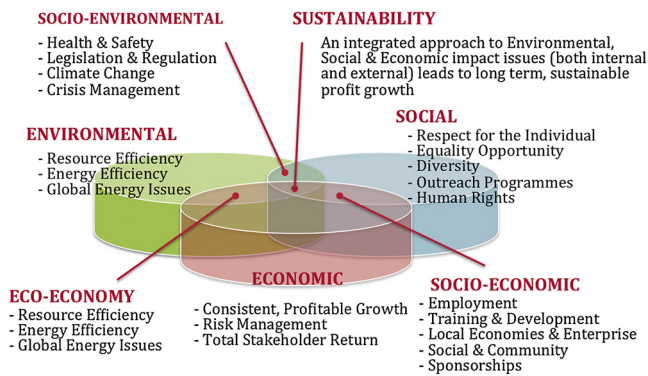 SOCIO-ENVIRONMENTAL
- Health & Safety
- Legislation & Regulation
- Climate Change
- Crisis Management
SUSTAINABILITY
An integrated approach to Environmental,
Social & Economic impact issues (both internal
and external) leads to long term, sustainable
profit growth
ENVIRONMENTAL
- Resource Efficiency
- Energy Efficiency
- Global Energy Issues
SOCIAL
- Respect for the Individual
- Equality Opportunity
- Diversity
- Outreach Programmes
- Human Rights
ECO-ECONOMY
- Resource Efficiency
- Energy Efficiency
- Global Energy Issues
ECONOMIC
- Consistent, Profitable Growth
- Risk Management
- Total Stakeholder Return
SOCIO-ECONOMIC
- Employment
- Training & Development
- Local Economies & Enterprise
- Social & Community
- Sponsorships